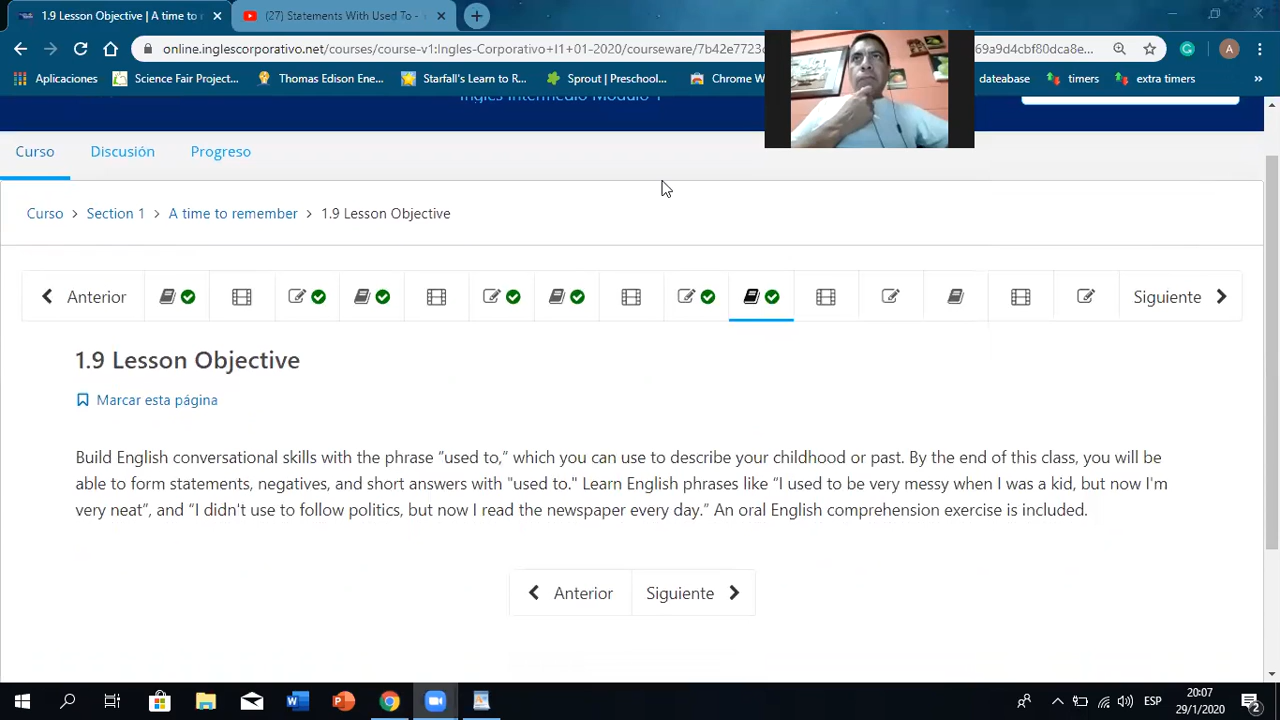 1.9 Lesson Objective | A time to
(27) Statements With Used To -
online.inglescorporativo.net/courses/course-v1:Ingles-Corporativo+I1+01-2020/courseware/7b42e7723c
69a9d4cbf80dca8e...
A
Aplicaciones
Science Fair Project...
Thomas Edison Ene...
Starfall's Learn to R...
Sprout | Preschool...
Chrome W
dateabase
timers
extra timers
»
Curso
Discusión
Progreso
Curso > Section 1 > A time to remember > 1.9 Lesson Objective
Anterior
Siguiente
1.9 Lesson Objective
Marcar esta página
Build English conversational skills with the phrase “used to,” which you can use to describe your childhood or past. By the end of this class, you will be
able to form statements, negatives, and short answers with "used to." Learn English phrases like “I used to be very messy when I was a kid, but now I'm
very neat”, and “I didn't use to follow politics, but now I read the newspaper every day.” An oral English comprehension exercise is included.
Anterior
Siguiente
ESP
20:07
29/1/2020
2